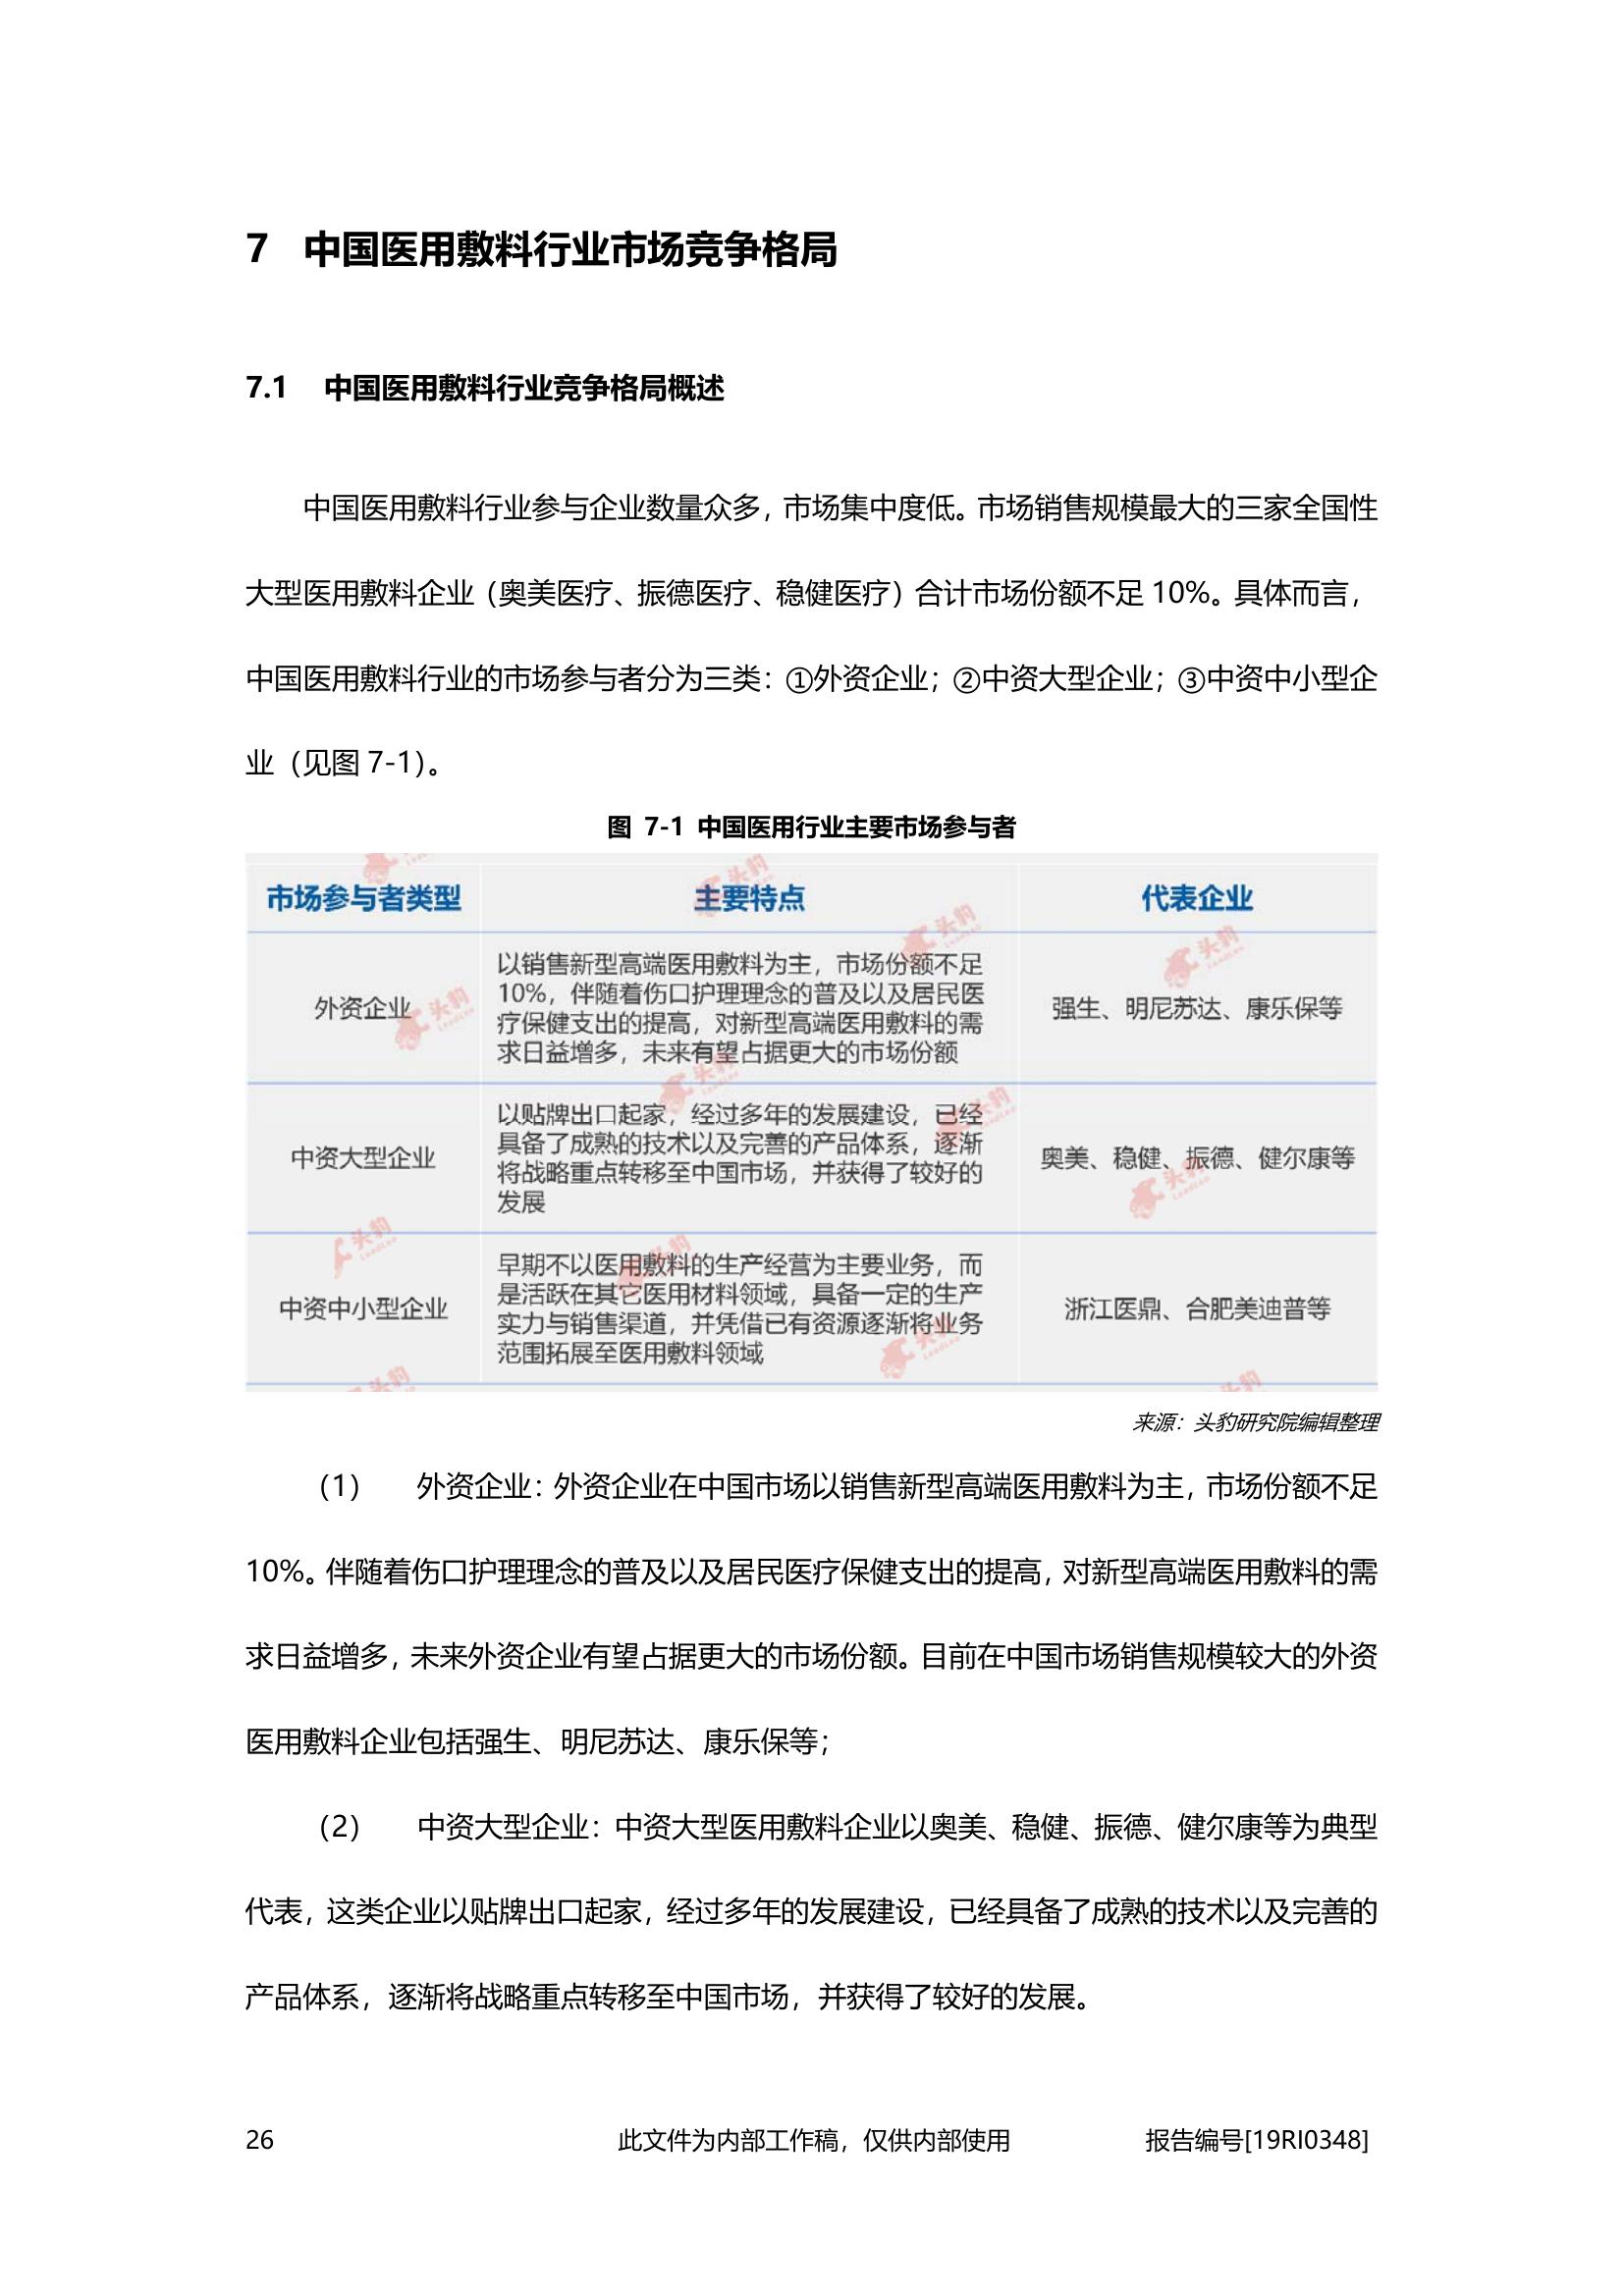 7 中国医用敷料行业市场竞争格局
7.1 中国医用敷料行业竞争格局概述
中国医用敷料行业参与企业数量众多，市场集中度低。市场销售规模最大的三家全国性
大型医用敷料企业（奥美医疗、振德医疗、稳健医疗）合计市场份额不足 10%。具体而言，
中国医用敷料行业的市场参与者分为三类：①外资企业；②中资大型企业；③中资中小型企
业（见图 7-1）。
图 7-1 中国医用行业主要市场参与者
市场参与者类型 主要特点 代表企业
外资企业
以销售新型高端医用敷料为主，市场份额不足
10%，伴随着伤口护理理念的普及以及居民医
疗保健支出的提高，对新型高端医用敷料的需
求日益增多，未来有望占据更大的市场份额
强生、明尼苏达、康乐保等
中资大型企业
以贴牌出口起家，经过多年的发展建设，已经
具备了成熟的技术以及完善的产品体系，逐渐
将战略重点转移至中国市场，并获得了较好的
发展
奥美、稳健、振德、健尔康等
中资中小型企业
早期不以医用敷料的生产经营为主要业务，而
是活跃在其它医用材料领域，具备一定的生产
实力与销售渠道，并凭借已有资源逐渐将业务
范围拓展至医用敷料领域
浙江医鼎、合肥美迪普等
来源：头豹研究院编辑整理
（1） 外资企业：外资企业在中国市场以销售新型高端医用敷料为主，市场份额不足
10%。伴随着伤口护理理念的普及以及居民医疗保健支出的提高，对新型高端医用敷料的需
求日益增多，未来外资企业有望占据更大的市场份额。目前在中国市场销售规模较大的外资
医用敷料企业包括强生、明尼苏达、康乐保等；
（2） 中资大型企业：中资大型医用敷料企业以奥美、稳健、振德、健尔康等为典型
代表，这类企业以贴牌出口起家，经过多年的发展建设，已经具备了成熟的技术以及完善的
产品体系，逐渐将战略重点转移至中国市场，并获得了较好的发展。
26 此文件为内部工作稿，仅供内部使用 报告编号[19RI0348]